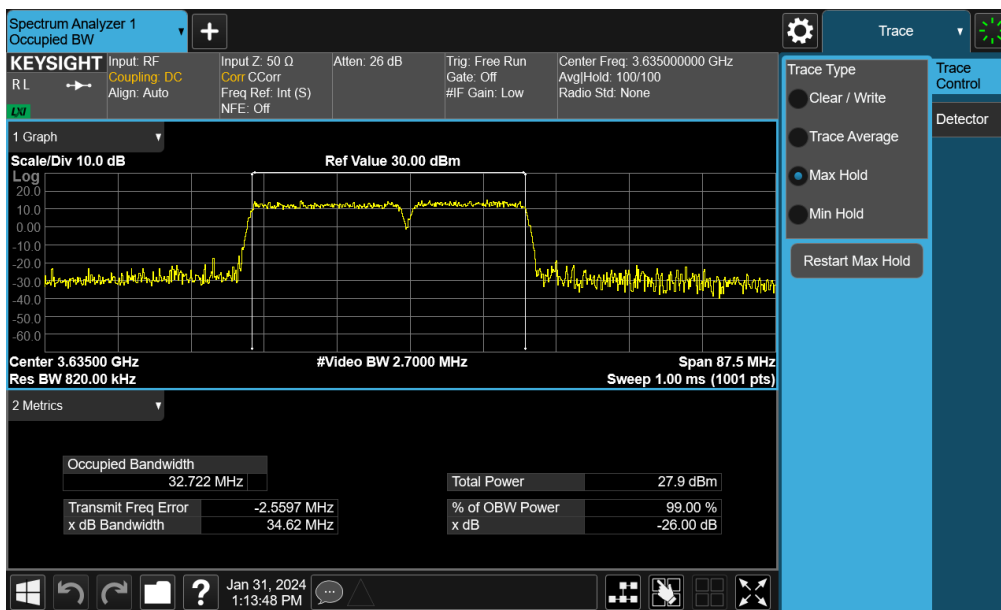 Spectrum Analyzer 1
Occupied BW
+
Trace
KEYSIGHT
RL
LXI
Input: RF
Coupling: DC
Align: Auto
Input Z: 50 Ω
Corr CCorr
Freq Ref: Int (S)
NFE: Off
Atten: 26 dB
Trig: Free Run
Gate: Off
#IF Gain: Low
Center Freq: 3.635000000 GHz
Avg|Hold: 100/100
Radio Std: None
Trace Type
Clear / Write
Trace Average
Max Hold
Min Hold
Restart Max Hold
Trace
Control
Detector
1 Graph
Scale/Div 10.0 dB
Ref Value 30.00 dBm
Log
20.0
10.0
0.00
-10.0
-20.0
-30.0
-40.0
-50.0
-60.0
Center 3.63500 GHz
#Video BW 2.7000 MHz
Span 87.5 MHz
Res BW 820.00 kHz
Sweep 1.00 ms (1001 pts)
2 Metrics
Occupied Bandwidth
32.722 MHz
Total Power 27.9 dBm
Transmit Freq Error -2.5597 MHz
% of OBW Power 99.00 %
x dB Bandwidth 34.62 MHz
x dB -26.00 dB
?
Jan 31, 2024
1:13:48 PM